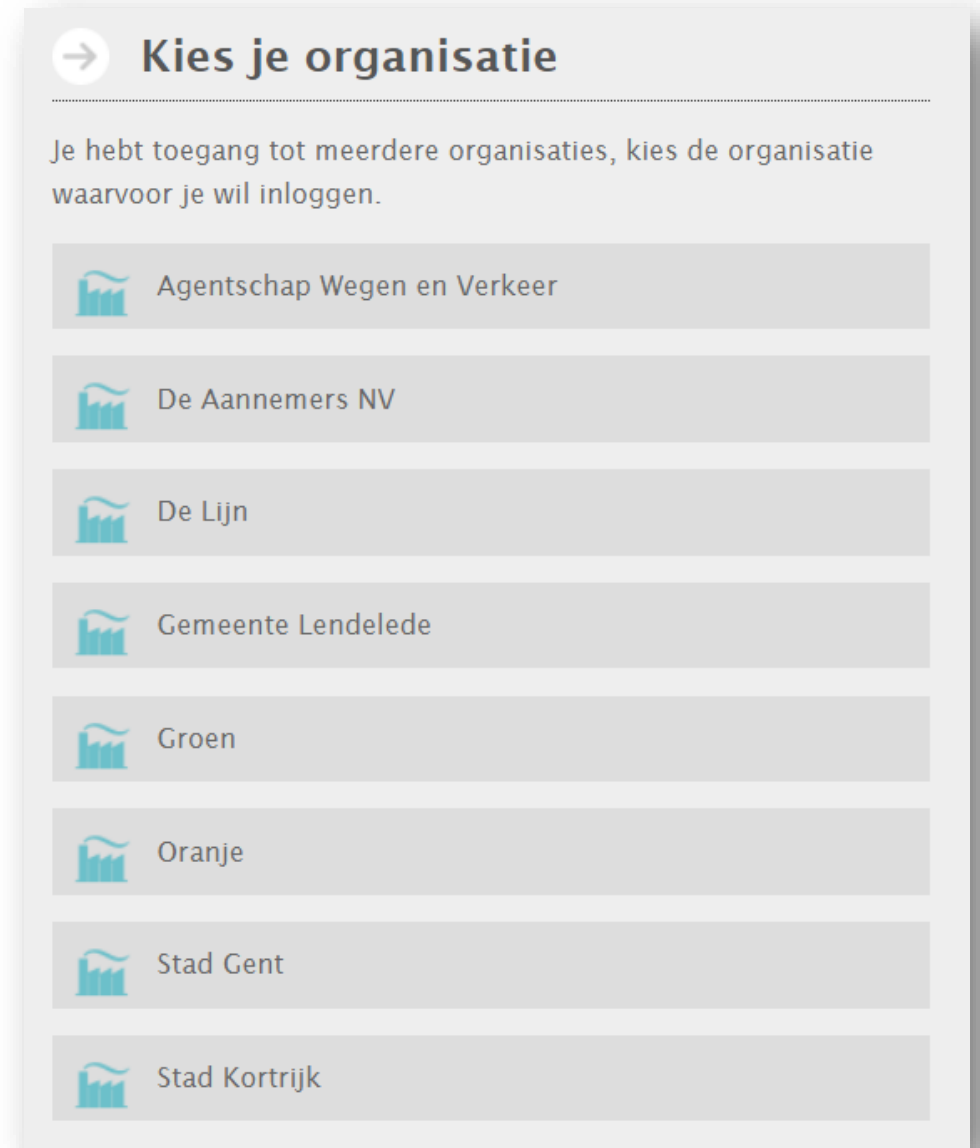 Kies je organisatie
Je hebt toegang tot meerdere organisaties, kies de organisatie
waarvoor je wil inloggen.
Agentschap Wegen en Verkeer
De Aannemers NV
De Lijn
Gemeente Lendelede
Groen
Oranje
Stad Gent
Stad Kortrijk